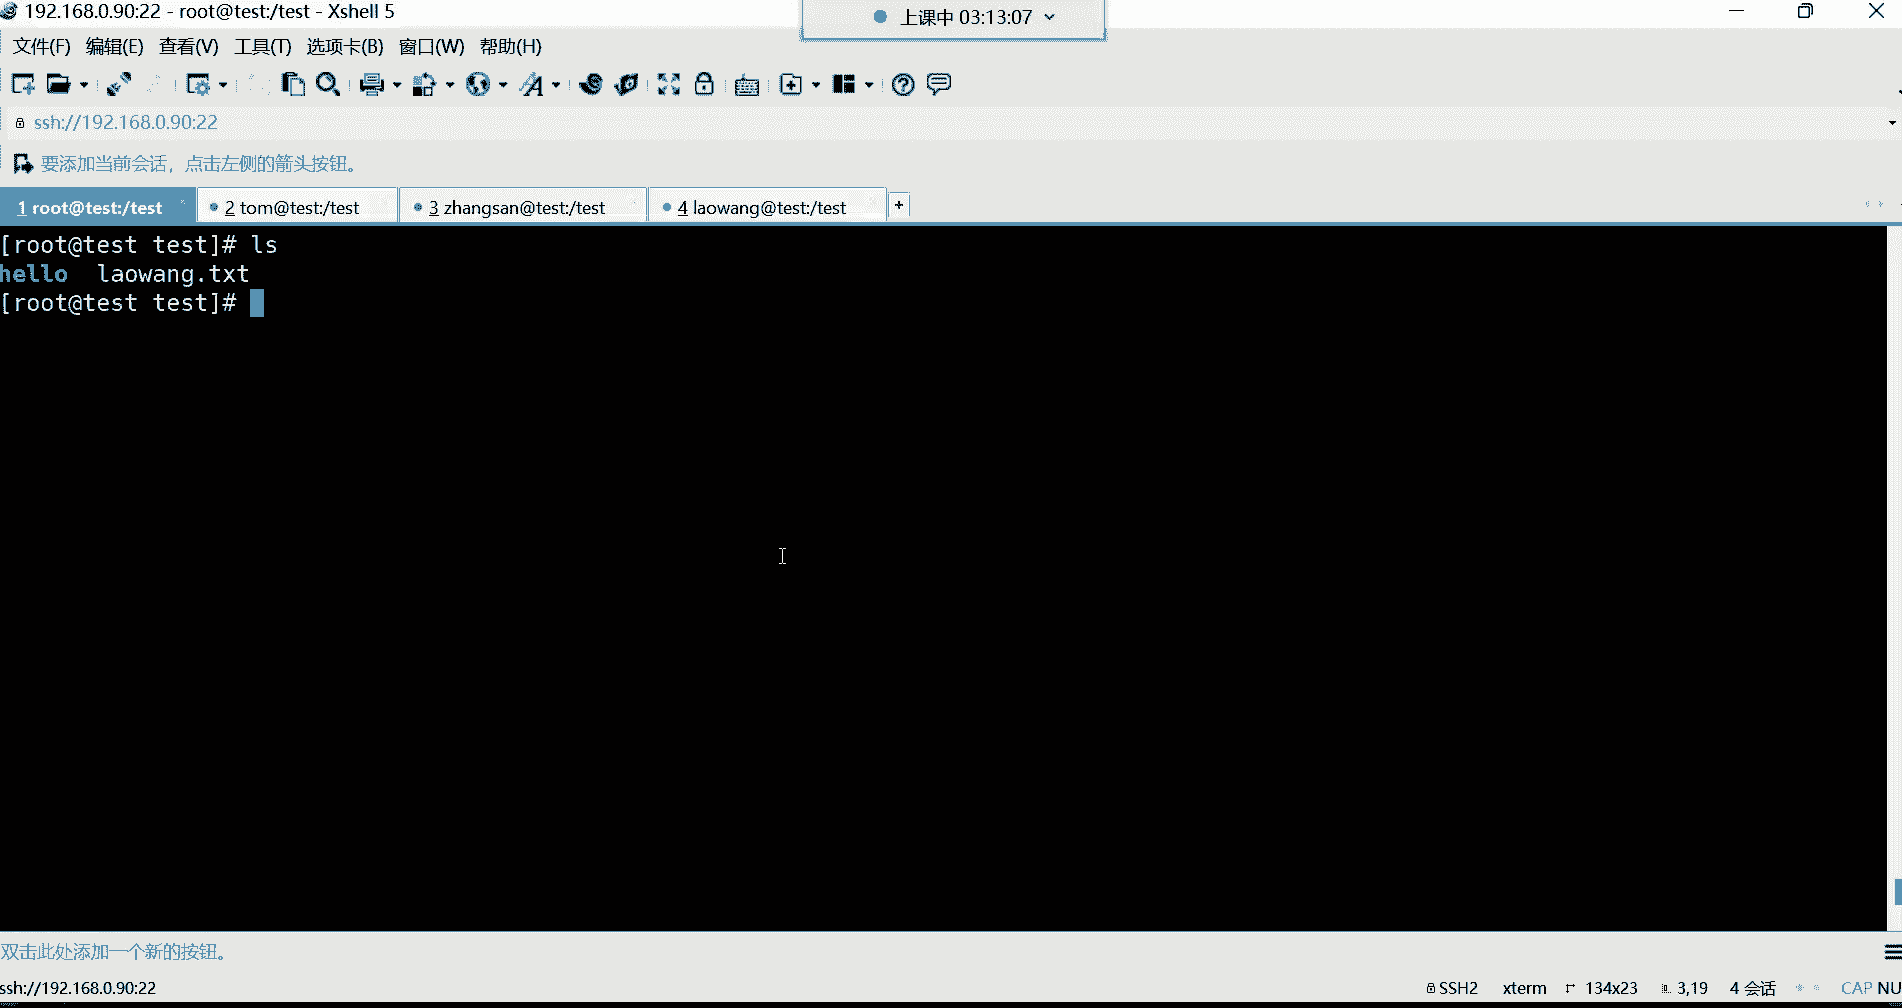 192.168.0.90:22 - root@test:/test - Xshell 5
上课中 03:13:07
文件(F) 编辑(E) 查看(V) 工具(T) 选项卡(B) 窗口(W) 帮助(H)
ssh://192.168.0.90:22
要添加当前会话，点击左侧的箭头按钮。
1 root@test:/test 2 tom@test:/test 3 zhangsan@test:/test 4 laowang@test:/test +
[root@test test]# ls
hello laowang.txt
[root@test test]#
双击此处添加一个新的按钮。
ssh://192.168.0.90:22 SSH2 xterm 134x23 3,19 4 会话 CAP NU